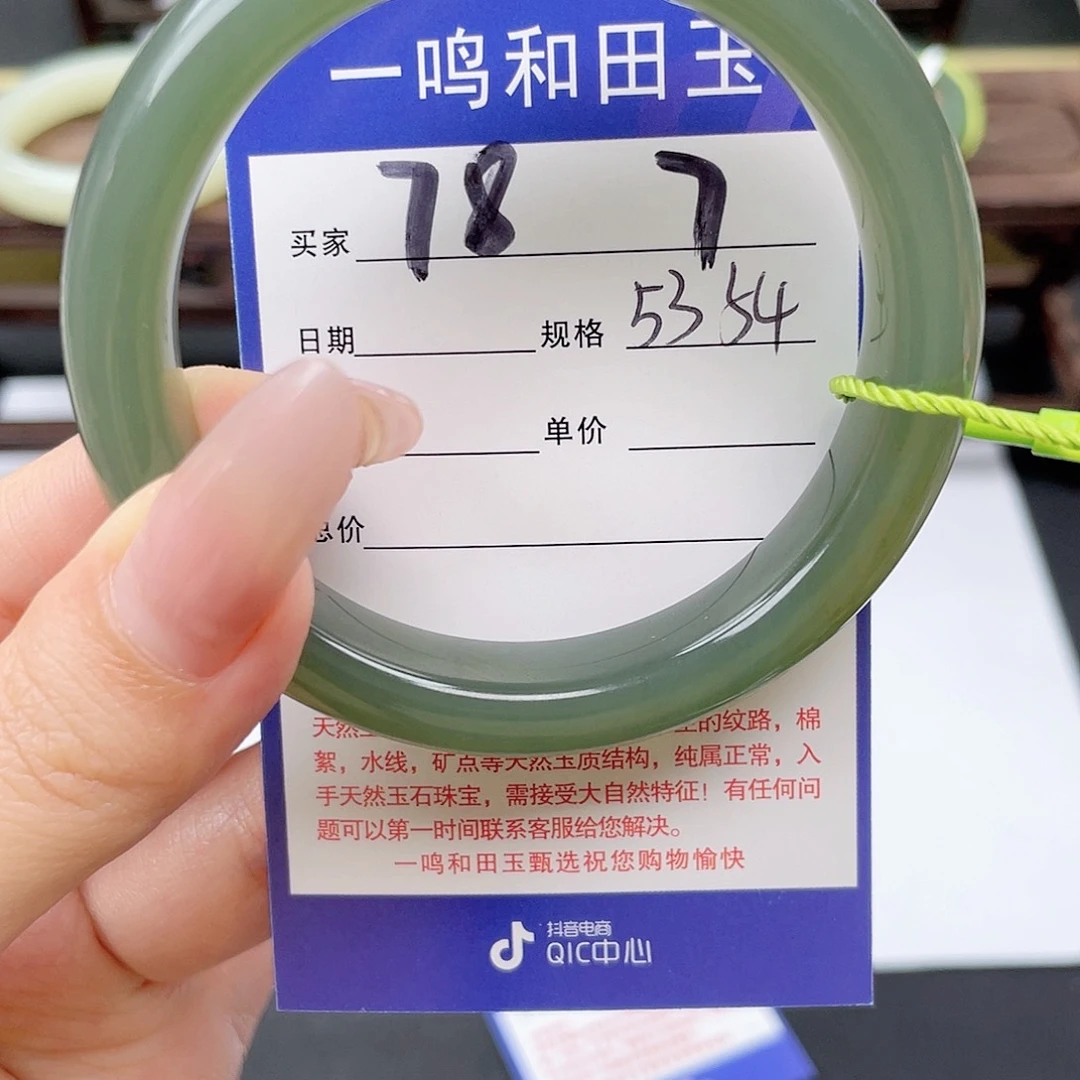 一鸣和田玉
买家 78 7
日期 规格 53 54
单价
总价
天然 的纹路，棉
絮，水线，矿点等天然玉质结构，纯属正常，入
手天然玉石珠宝，需接受大自然特征！有任何问
题可以第一时间联系客服给您解决。
一鸣和田玉甄选祝您购物愉快
抖音电商
QIC中心